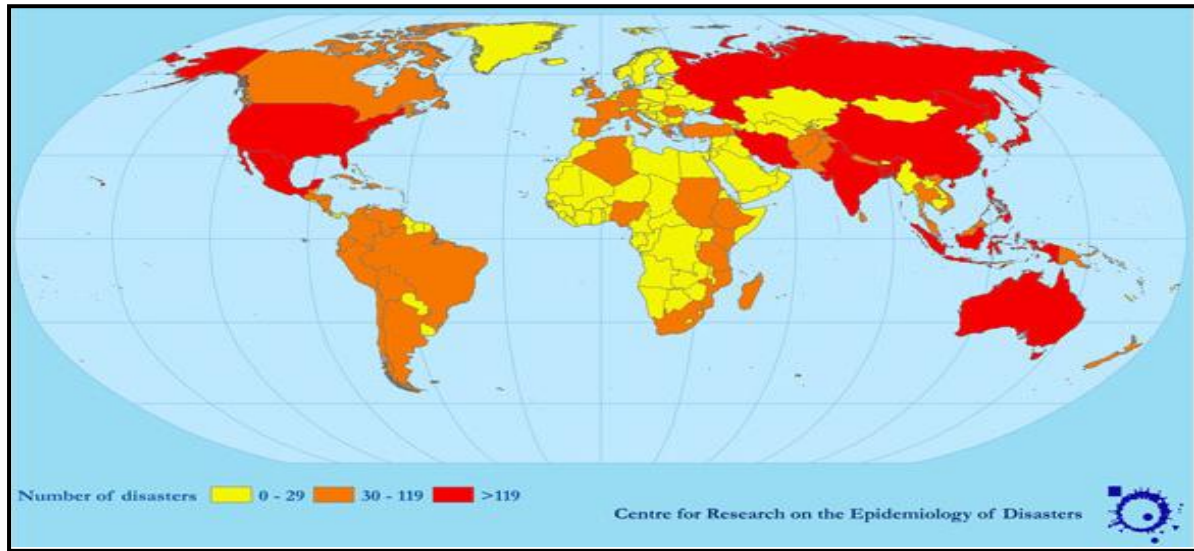 Number of disasters 0 - 29 30 - 119 >119
Centre for Research on the Epidemiology of Disasters